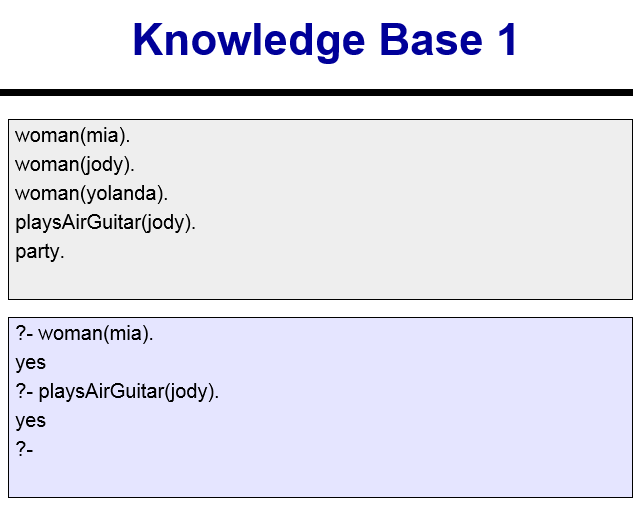 Knowledge Base 1
woman(mia).
woman(jody).
woman(yolanda).
playsAirGuitar(jody).
party.
?- woman(mia).
yes
?- playsAirGuitar(jody).
yes
?-